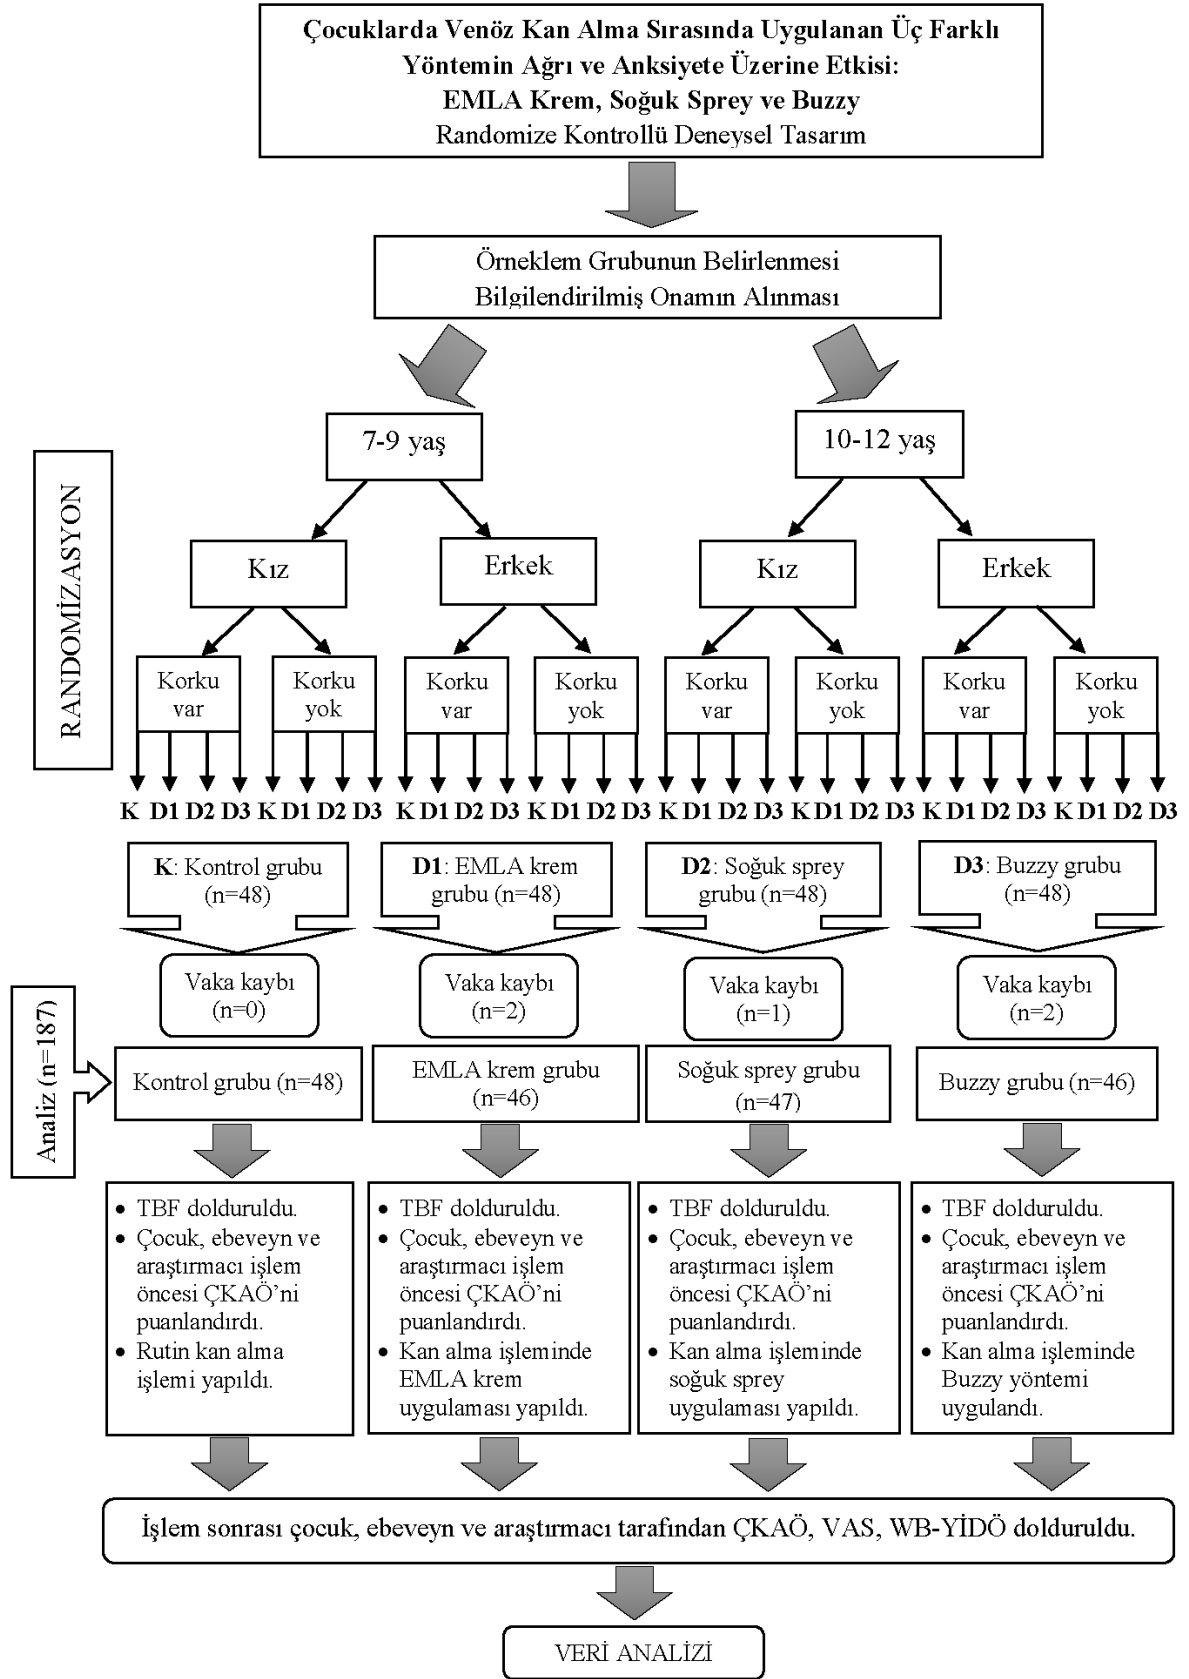 Çocuklarda Venöz Kan Alma Sırasında Uygulanan Üç Farklı
Yöntemin Ağrı ve Anksiyete Üzerine Etkisi:
EMLA Krem, Soğuk Sprey ve Buzzy
Randomize Kontrollü Deneysel Tasarım
Örneklem Grubunun Belirlenmesi
Bilgilendirilmiş Onamın Alınması
RANDOMİZASYON
7-9 yaş
10-12 yaş
Kız
Erkek
Kız
Erkek
Korku
var
Korku
yok
Korku
var
Korku
yok
Korku
var
Korku
yok
Korku
var
Korku
yok
K D1 D2 D3 K D1 D2 D3 K D1 D2 D3 K D1 D2 D3 K D1 D2 D3 K D1 D2 D3 K D1 D2 D3 K D1 D2 D3
K: Kontrol grubu
(n=48)
D1: EMLA krem
grubu (n=48)
D2: Soğuk sprey
grubu (n=48)
D3: Buzzy grubu
(n=48)
Vaka kaybı
(n=0)
Vaka kaybı
(n=2)
Vaka kaybı
(n=1)
Vaka kaybı
(n=2)
Analiz (n=187)
Kontrol grubu (n=48)
EMLA krem grubu
(n=46)
Soğuk sprey grubu
(n=47)
Buzzy grubu (n=46)
• TBF dolduruldu.
• Çocuk, ebeveyn ve
araştırmacı işlem
öncesi ÇKAÖ’ni
puanlandırdı.
• Rutin kan alma
işlemi yapıldı.
• TBF dolduruldu.
• Çocuk, ebeveyn ve
araştırmacı işlem
öncesi ÇKAÖ’ni
puanlandırdı.
• Kan alma işleminde
EMLA krem
uygulaması yapıldı.
• TBF dolduruldu.
• Çocuk, ebeveyn ve
araştırmacı işlem
öncesi ÇKAÖ’ni
puanlandırdı.
• Kan alma işleminde
soğuk sprey
uygulaması yapıldı.
• TBF dolduruldu.
• Çocuk, ebeveyn ve
araştırmacı işlem
öncesi ÇKAÖ’ni
puanlandırdı.
• Kan alma işleminde
Buzzy yöntemi
uygulandı.
İşlem sonrası çocuk, ebeveyn ve araştırmacı tarafından ÇKAÖ, VAS, WB-YİDÖ dolduruldu.
VERİ ANALİZİ